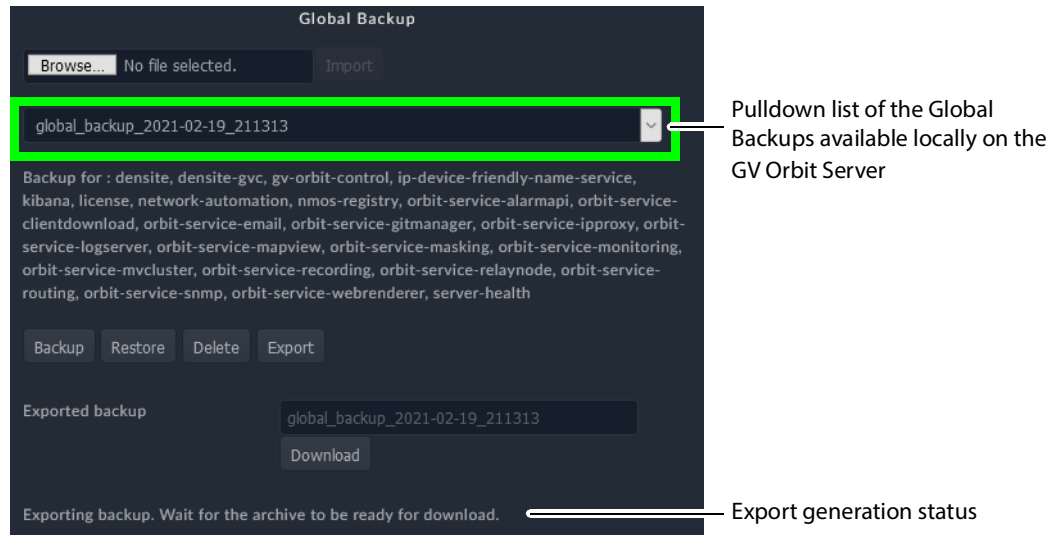 Global Backup
Browse... No file selected. Import
global_backup_2021-02-19_211313
Pulldown list of the Global
Backups available locally on the
GV Orbit Server
Backup for : densite, densite-gvc, gv-orbit-control, ip-device-friendly-name-service,
kibana, license, network-automation, nmos-registry, orbit-service-alarmapi, orbit-service-
clientdownload, orbit-service-email, orbit-service-gitmanager, orbit-service-ipproxy, orbit-
service-logserver, orbit-service-mapview, orbit-service-masking, orbit-service-monitoring,
orbit-service-mvcluster, orbit-service-recording, orbit-service-relaynode, orbit-service-
routing, orbit-service-snmp, orbit-service-webrenderer, server-health
Backup Restore Delete Export
Exported backup global_backup_2021-02-19_211313
Download
Exporting backup. Wait for the archive to be ready for download.
Export generation status